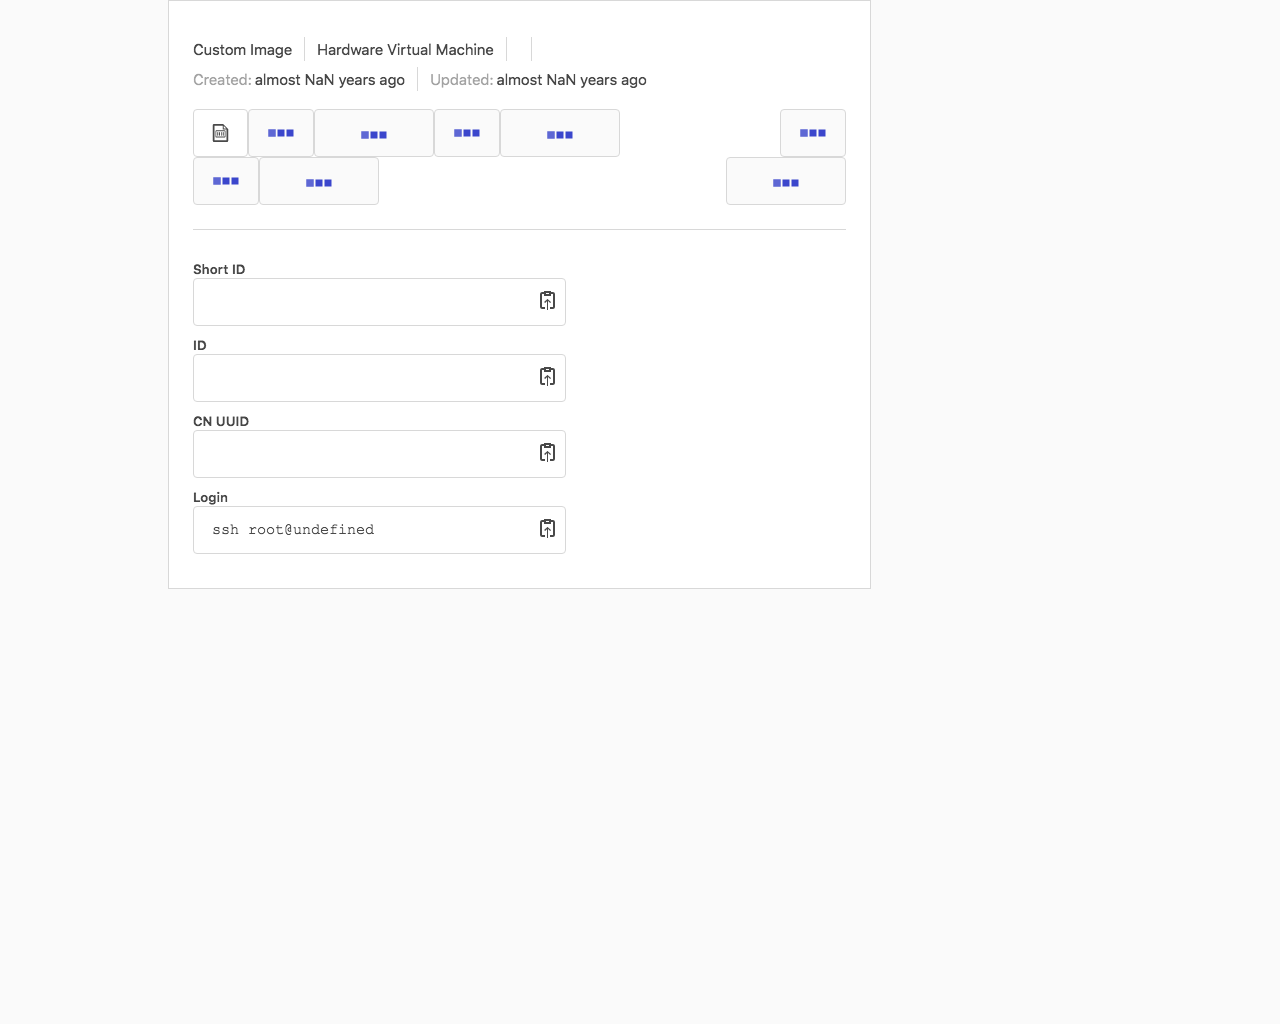 Custom Image Hardware Virtual Machine
Created: almost NaN years ago Updated: almost NaN years ago
Short ID
ID
CN UUID
Login
ssh root@undefined